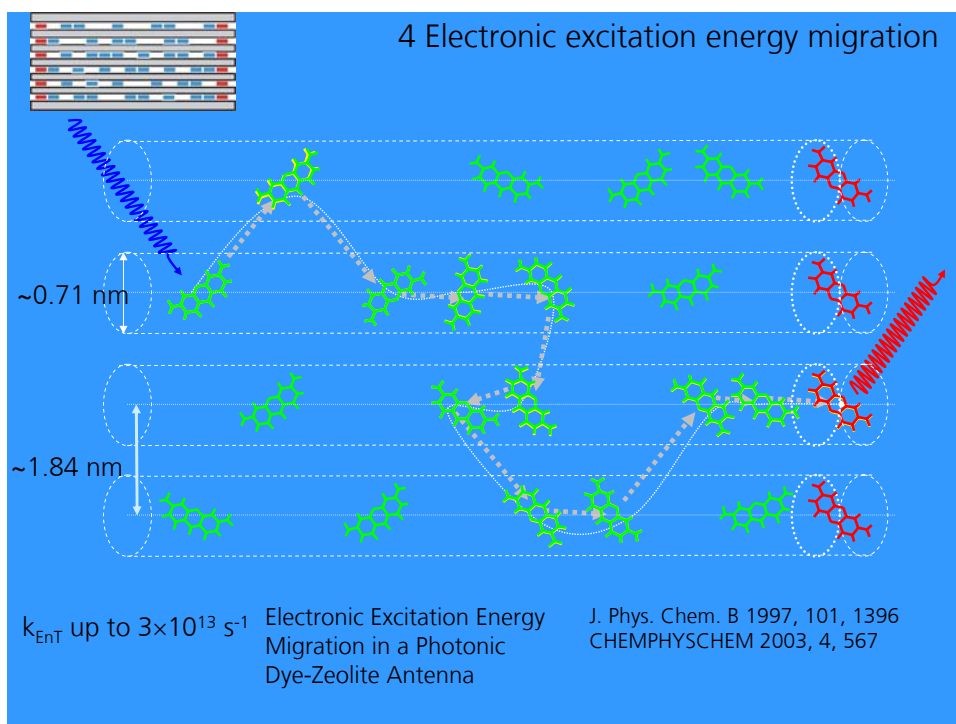 4 Electronic excitation energy migration
~0.71 nm
~1.84 nm
k_EnT up to 3×10¹³ s⁻¹
Electronic Excitation Energy
Migration in a Photonic
Dye-Zeolite Antenna
J. Phys. Chem. B 1997, 101, 1396
CHEMPHYSCHEM 2003, 4, 567